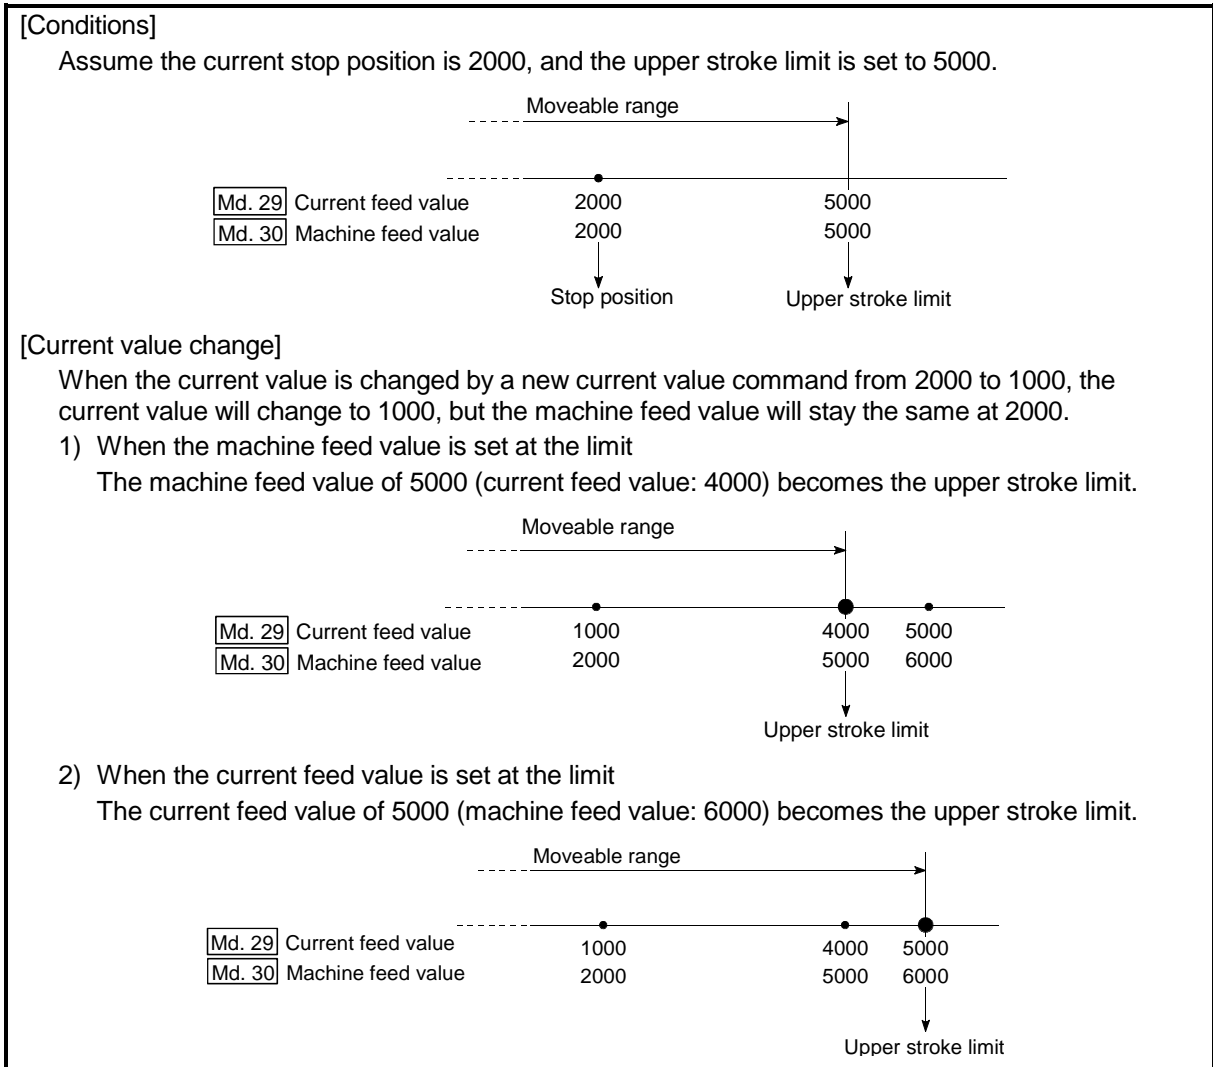 [Conditions]
Assume the current stop position is 2000, and the upper stroke limit is set to 5000.
Moveable range
Md. 29 Current feed value 2000 5000
Md. 30 Machine feed value 2000 5000
Stop position Upper stroke limit
[Current value change]
When the current value is changed by a new current value command from 2000 to 1000, the
current value will change to 1000, but the machine feed value will stay the same at 2000.
1) When the machine feed value is set at the limit
The machine feed value of 5000 (current feed value: 4000) becomes the upper stroke limit.
Moveable range
Md. 29 Current feed value 1000 4000 5000
Md. 30 Machine feed value 2000 5000 6000
Upper stroke limit
2) When the current feed value is set at the limit
The current feed value of 5000 (machine feed value: 6000) becomes the upper stroke limit.
Moveable range
Md. 29 Current feed value 1000 4000 5000
Md. 30 Machine feed value 2000 5000 6000
Upper stroke limit